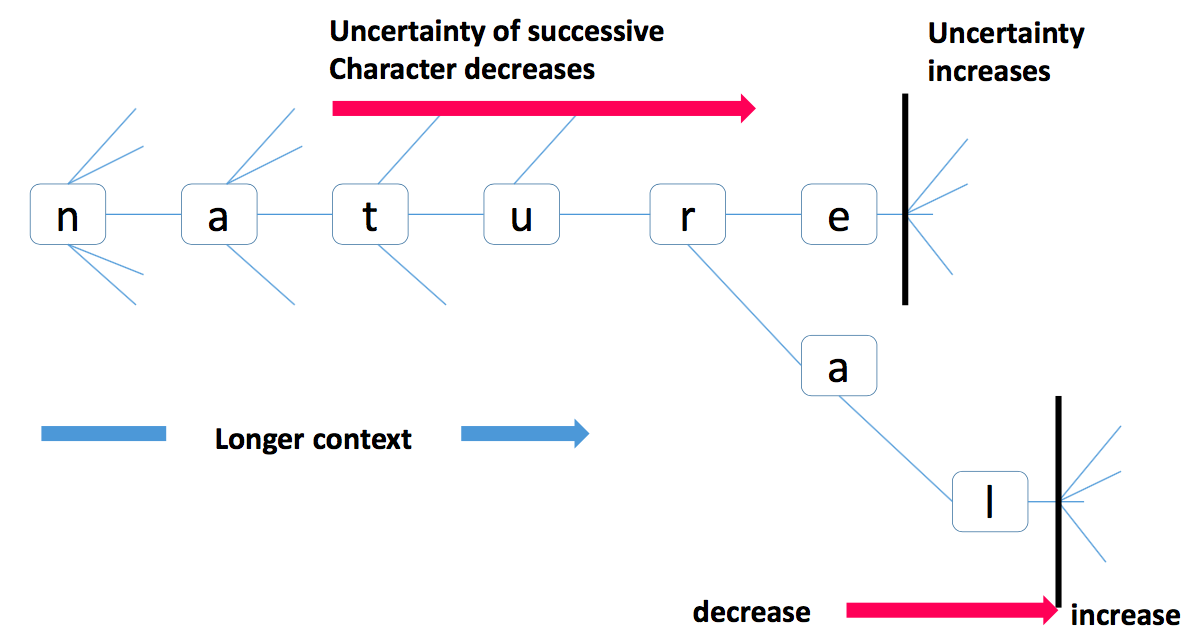 Uncertainty of successive
Character decreases
Uncertainty
increases
n a t u r e
a
l
Longer context
decrease increase